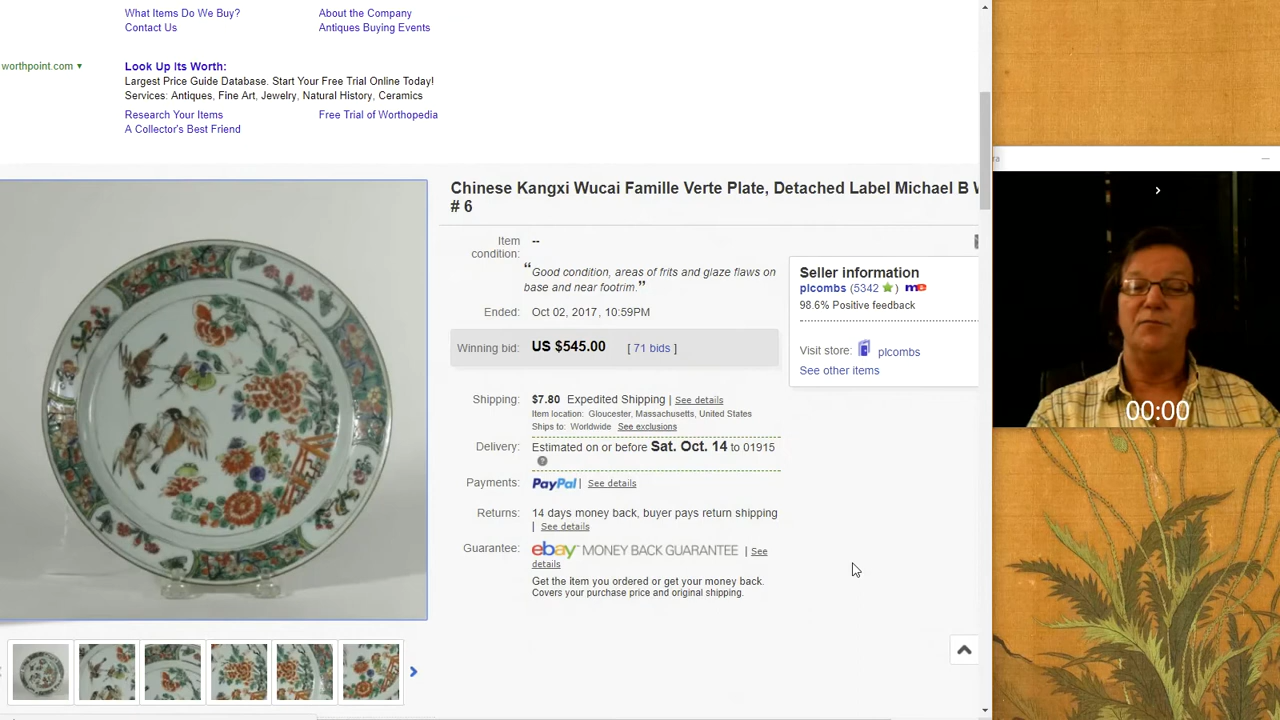 What Items Do We Buy?
About the Company
Contact Us
Antiques Buying Events
worthpoint.com ▾
Look Up Its Worth:
Largest Price Guide Database. Start Your Free Trial Online Today!
Services: Antiques, Fine Art, Jewelry, Natural History, Ceramics
Research Your Items
Free Trial of Worthopedia
A Collector's Best Friend
Chinese Kangxi Wucai Famille Verte Plate, Detached Label Michael B
# 6
Item condition:
--
“Good condition, areas of frits and glaze flaws on
base and near footrim.”
Ended: Oct 02, 2017 , 10:59PM
Winning bid: US $545.00 [ 71 bids ]
Shipping: $7.80 Expedited Shipping | See details
Item location: Gloucester, Massachusetts, United States
Ships to: Worldwide See exclusions
Delivery: Estimated on or before Sat. Oct. 14 to 01915
Payments: PayPal | See details
Returns: 14 days money back, buyer pays return shipping
| See details
Guarantee: ebay MONEY BACK GUARANTEE | See
details
Get the item you ordered or get your money back.
Covers your purchase price and original shipping.
Seller information
plcombs (5342 ) me
98.6% Positive feedback
Visit store: plcombs
See other items
00:00